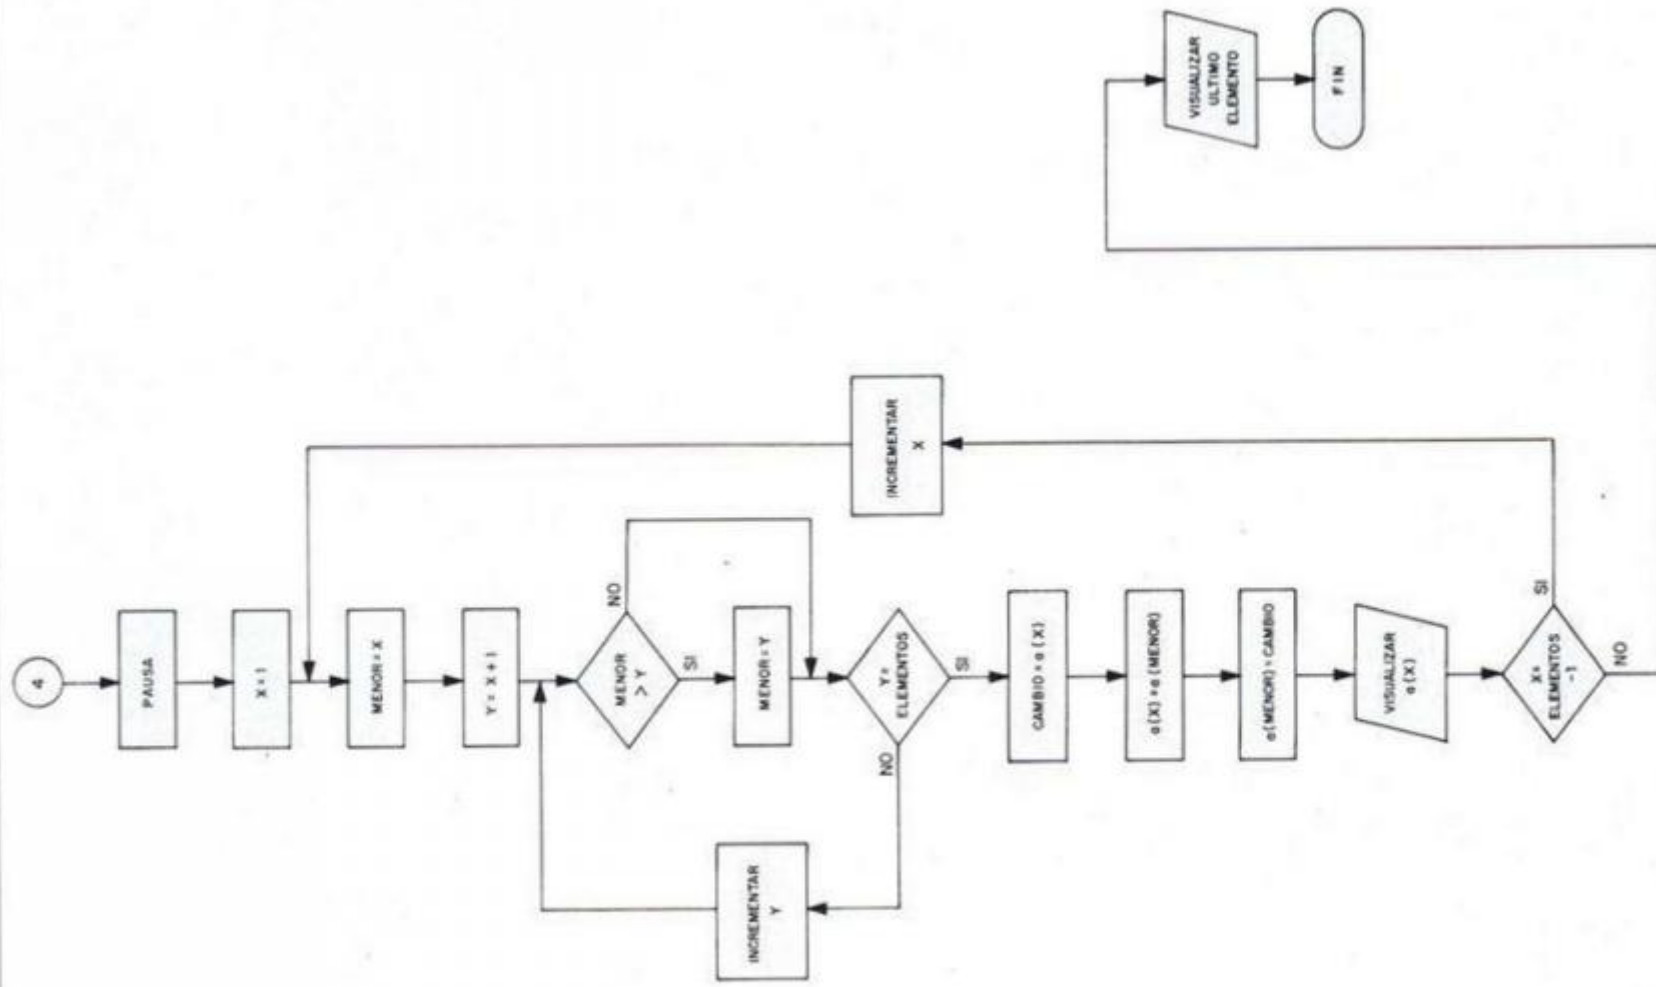 4
PAUSA
X = 1
MENOR = X
Y = X + 1
MENOR
> Y
NO
SI
MENOR = Y
Y =
ELEMENTOS
NO
SI
INCREMENTAR
Y
CAMBIO = a(X)
a(X) = a(MENOR)
a(MENOR) = CAMBIO
VISUALIZAR
a(X)
X =
ELEMENTOS
-1
SI
NO
INCREMENTAR
X
VISUALIZAR
ULTIMO
ELEMENTO
FIN